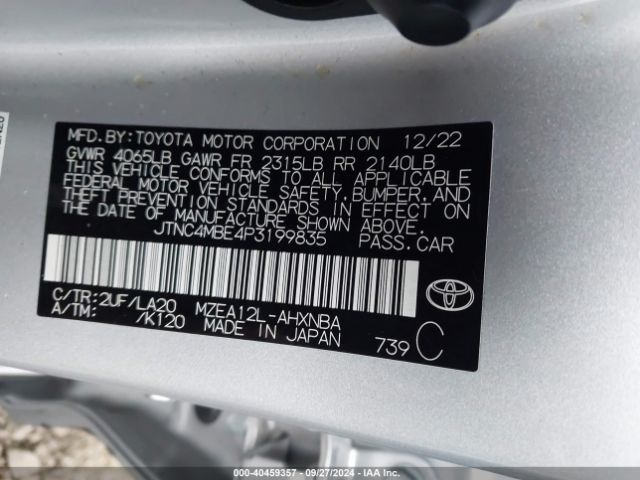 MFD.BY:TOYOTA MOTOR CORPORATION 12/22
GVWR 4065LB GAWR FR 2315LB RR 2140LB
THIS VEHICLE CONFORMS TO ALL APPLICABLE
FEDERAL MOTOR VEHICLE SAFETY,BUMPER,AND
THEFT PREVENTION STANDARDS IN EFFECT ON
THE DATE OF MANUFACTURE SHOWN ABOVE.
JTNC4MBE4P3199835 PASS.CAR
C/TR:2UF/LA20 MZEA12L-AHXNBA
A/TM: /K120 MADE IN JAPAN
739 C
000-40459357 - 09/27/2024 - IAA Inc.